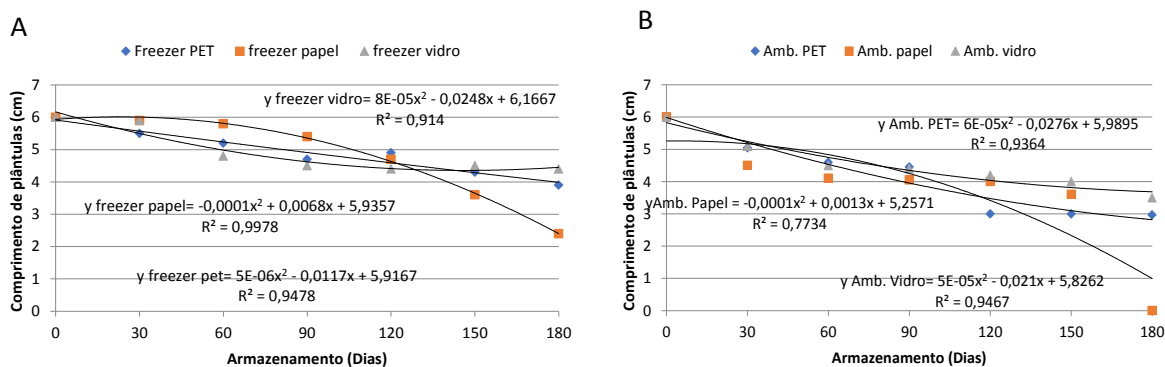 A
Freezer PET freezer papel freezer vidro
Comprimento de plântulas (cm)
7
6
5
4
3
2
1
0
y freezer vidro= 8E-05x² - 0,0248x + 6,1667
R² = 0,914
y freezer papel= -0,0001x² + 0,0068x + 5,9357
R² = 0,9978
y freezer pet= 5E-06x² - 0,0117x + 5,9167
R² = 0,9478
0 30 60 90 120 150 180
Armazenamento (Dias)
B
Amb. PET Amb. papel Amb. vidro
Comprimento de plântulas (cm)
7
6
5
4
3
2
1
0
y Amb. PET= 6E-05x² - 0,0276x + 5,9895
R² = 0,9364
yAmb. Papel = -0,0001x² + 0,0013x + 5,2571
R² = 0,7734
y Amb. Vidro= 5E-05x² - 0,021x + 5,8262
R² = 0,9467
0 30 60 90 120 150 180
Armazenamento (Dias)